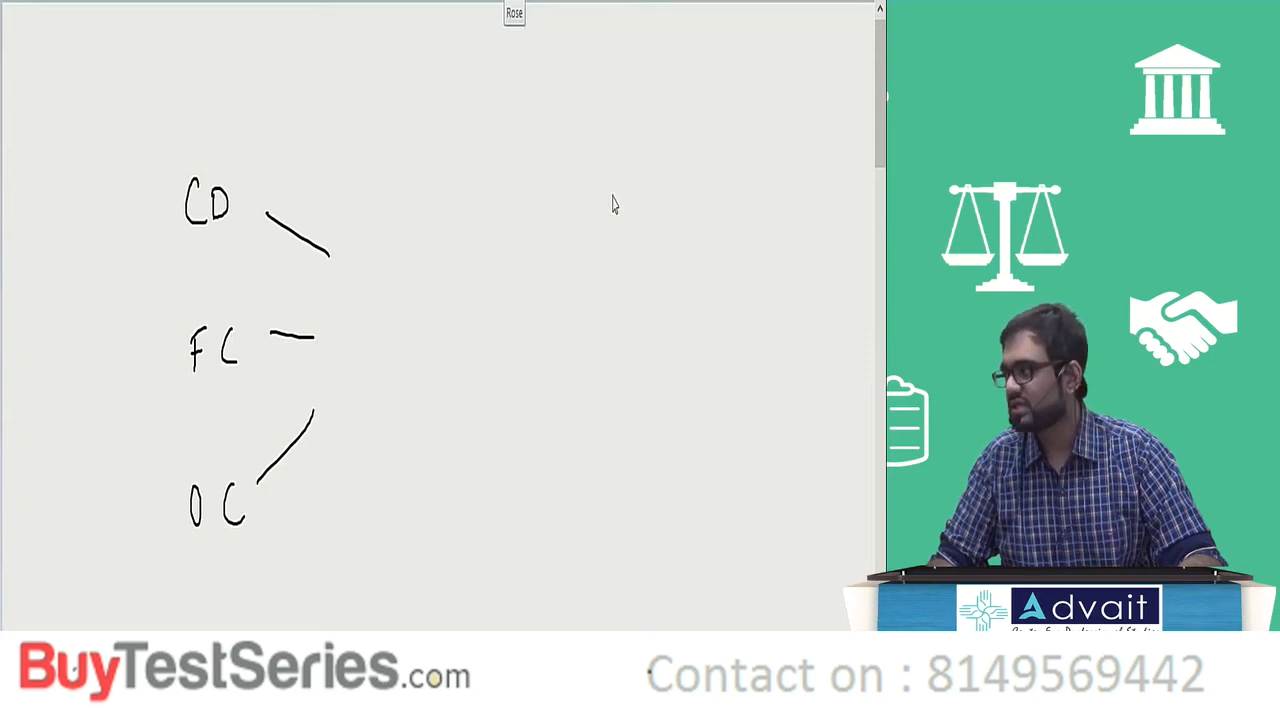 Rose
CD
FC
OC
Advait
BuyTestSeries.com
Contact on : 8149569442